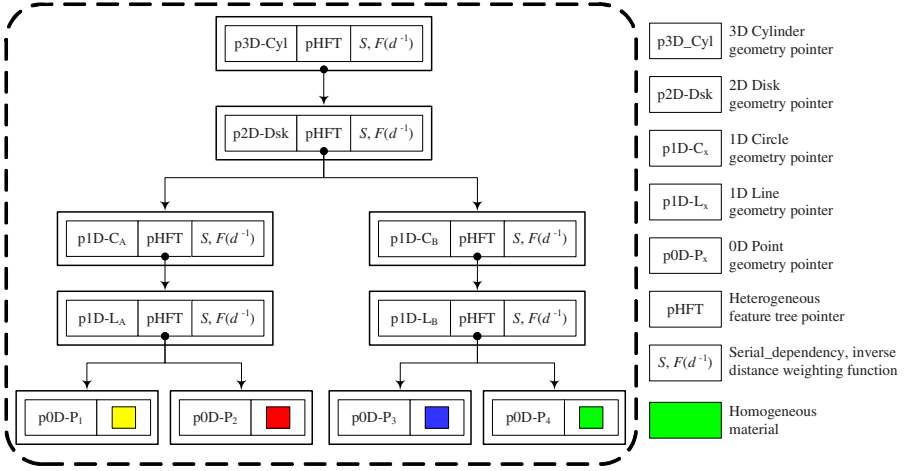 p3D-Cyl pHFT S, F(d⁻¹)
p2D-Dsk pHFT S, F(d⁻¹)
p1D-C_A pHFT S, F(d⁻¹)
p1D-C_B pHFT S, F(d⁻¹)
p1D-L_A pHFT S, F(d⁻¹)
p1D-L_B pHFT S, F(d⁻¹)
p0D-P₁
p0D-P₂
p0D-P₃
p0D-P₄
p3D_Cyl
3D Cylinder
geometry pointer
p2D-Dsk
2D Disk
geometry pointer
p1D-Cₓ
1D Circle
geometry pointer
p1D-Lₓ
1D Line
geometry pointer
p0D-Pₓ
0D Point
geometry pointer
pHFT
Heterogeneous
feature tree pointer
S, F(d⁻¹)
Serial_dependency, inverse
distance weighting function
Homogeneous
material